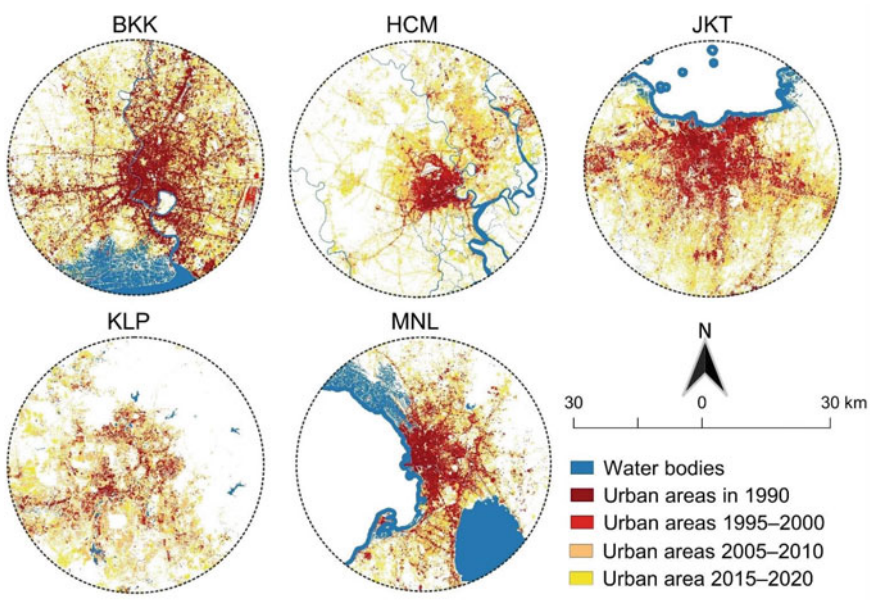 BKK
HCM
JKT
KLP
MNL
N
30 0 30 km
Water bodies
Urban areas in 1990
Urban areas 1995–2000
Urban areas 2005–2010
Urban area 2015–2020